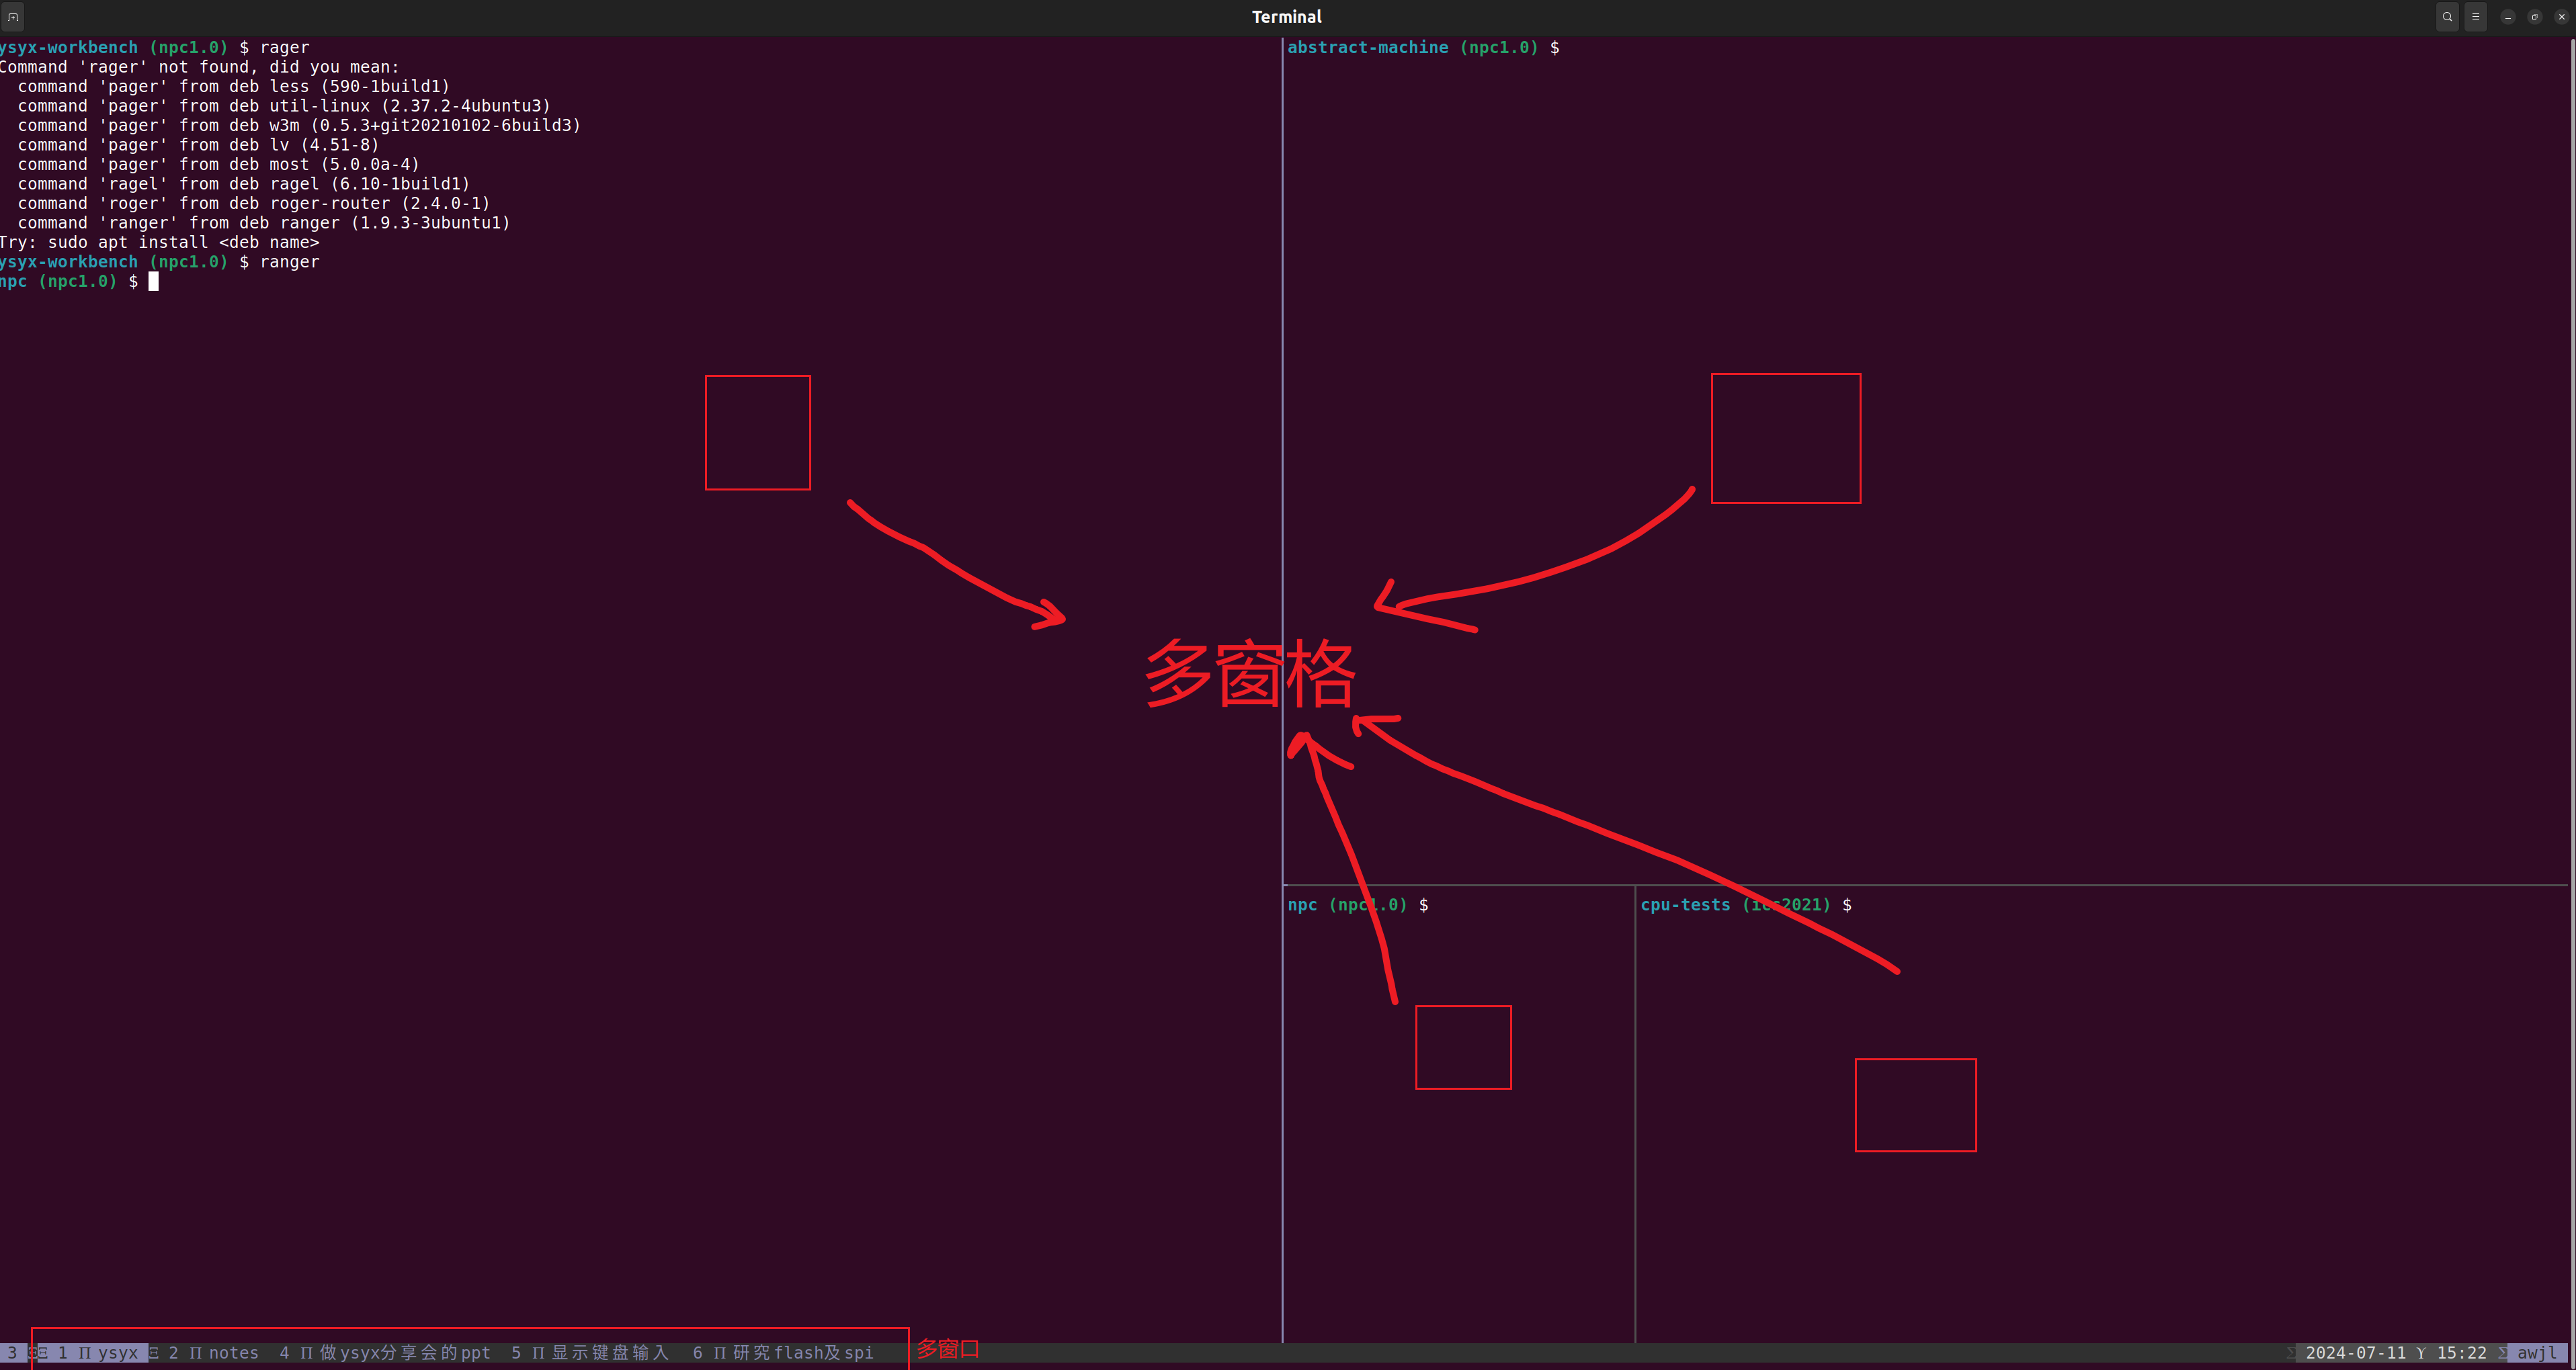 Terminal
ysyx-workbench (npc1.0) $ rager
Command 'rager' not found, did you mean:
command 'pager' from deb less (590-1build1)
command 'pager' from deb util-linux (2.37.2-4ubuntu3)
command 'pager' from deb w3m (0.5.3+git20210102-6build3)
command 'pager' from deb lv (4.51-8)
command 'pager' from deb most (5.0.0a-4)
command 'ragel' from deb ragel (6.10-1build1)
command 'roger' from deb roger-router (2.4.0-1)
command 'ranger' from deb ranger (1.9.3-3ubuntu1)
Try: sudo apt install <deb name>
ysyx-workbench (npc1.0) $ ranger
npc (npc1.0) $
abstract-machine (npc1.0) $
多窗格
npc (npc1.0) $
cpu-tests (ics2021) $
3 Ξ 1 Π ysyx Ξ 2 Π notes 4 Π 做ysyx分享会的ppt 5 Π 显示键盘输入 6 Π 研究flash及spi
多窗口
Σ 2024-07-11 ϒ 15:22 Σ awjl